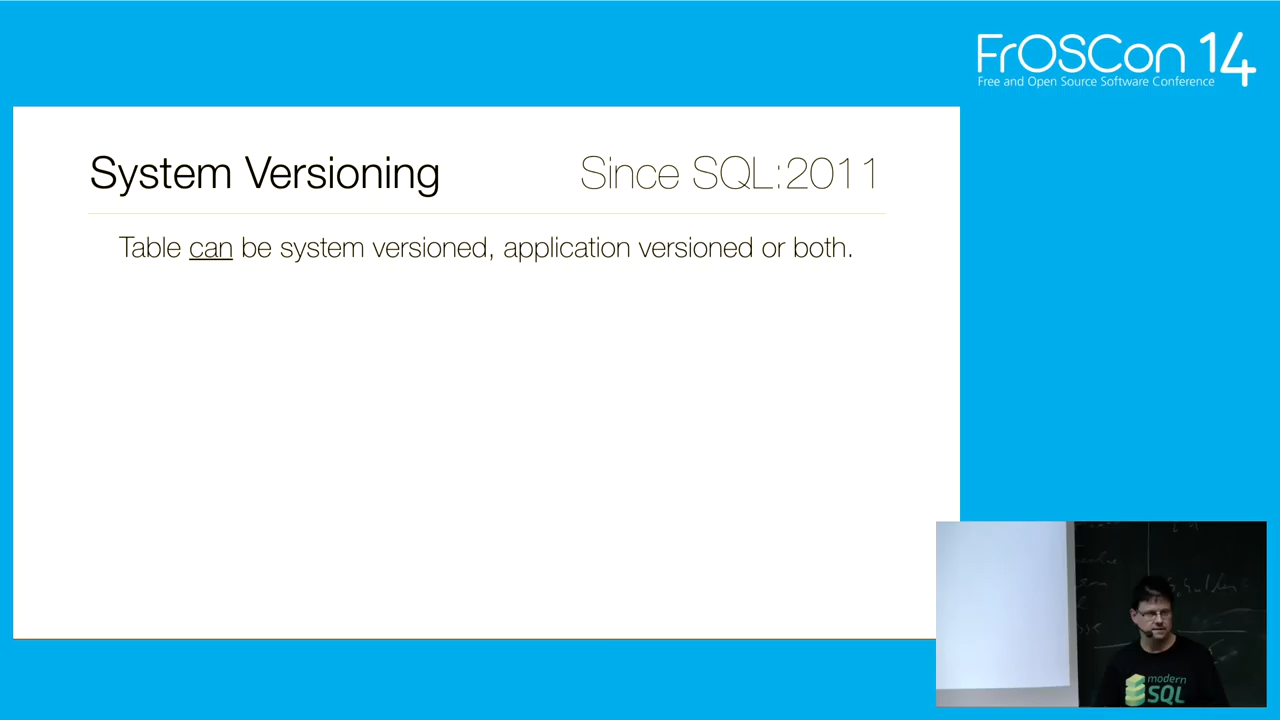 FrOSCon 14
Free and Open Source Software Conference
System Versioning
Since SQL:2011
Table can be system versioned, application versioned or both.
modern
SQL